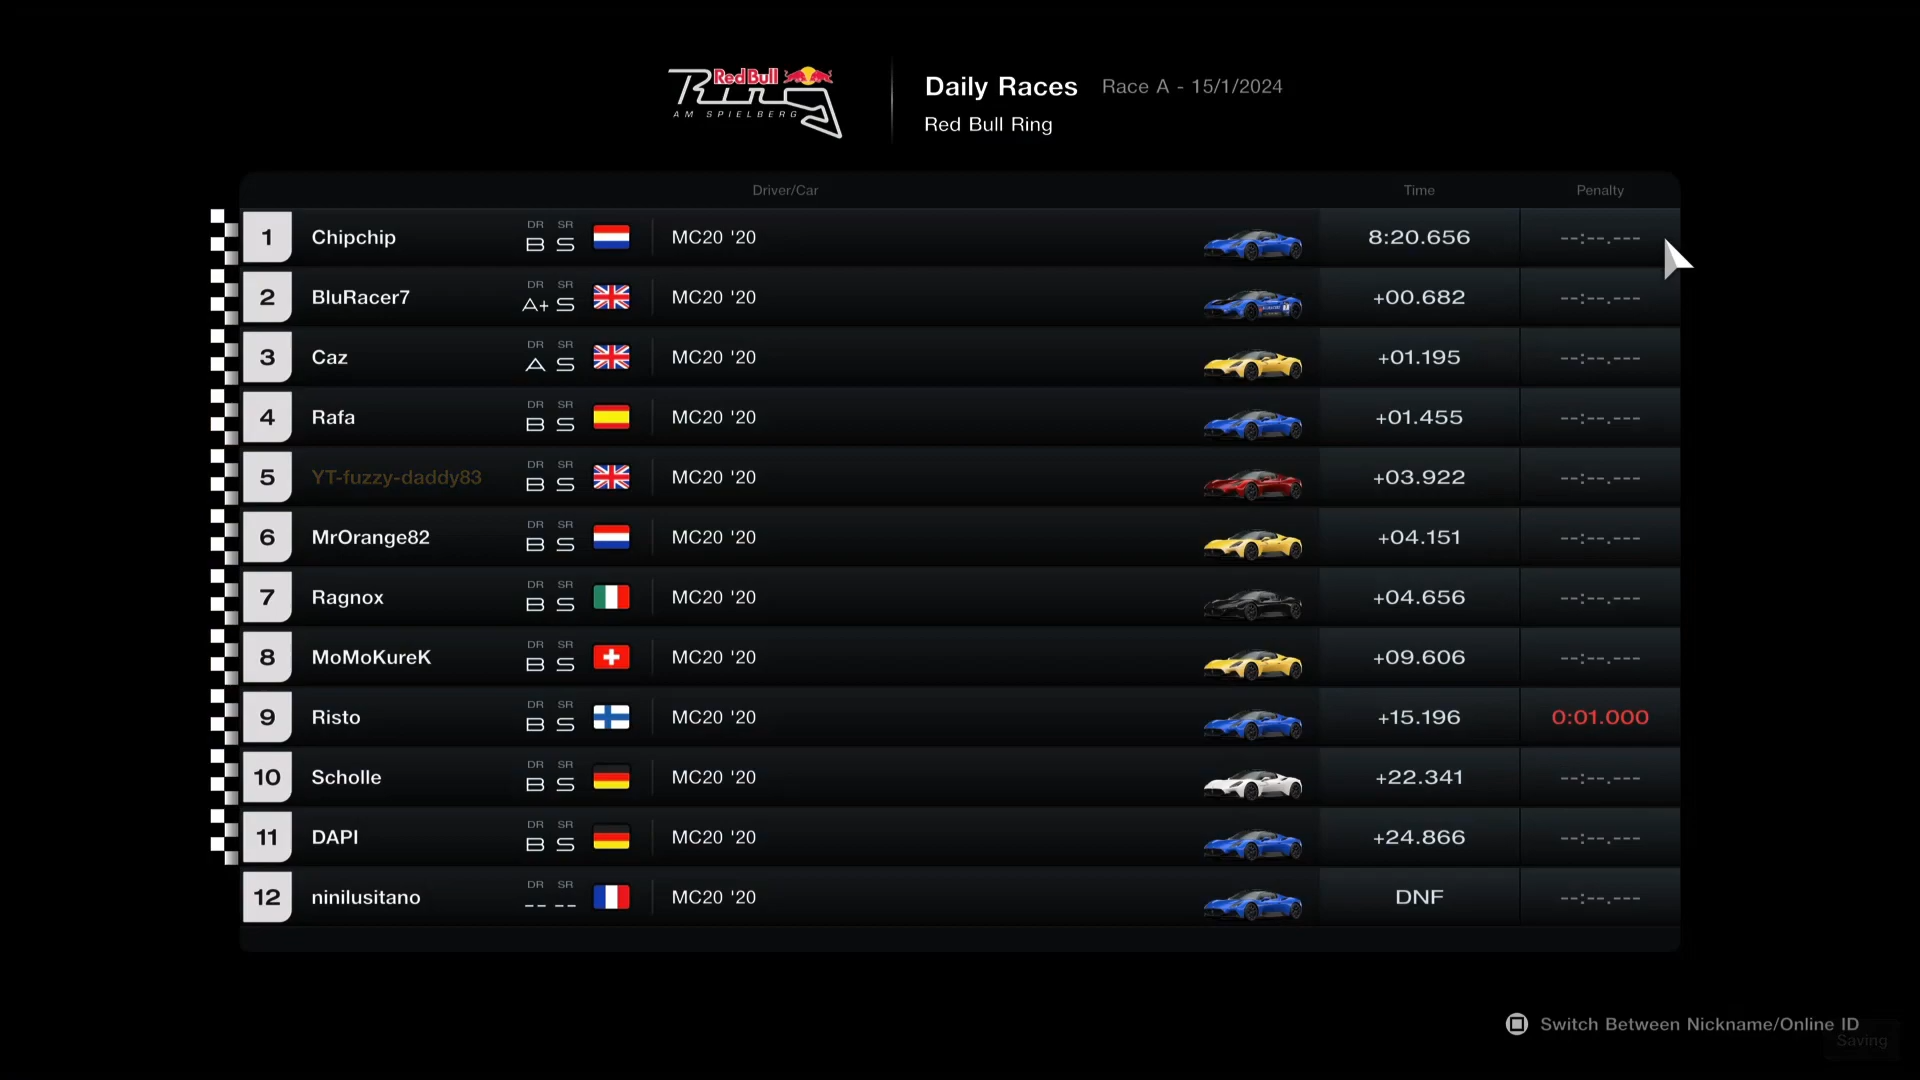 Red Bull
Ring
AM SPIELBERG
Daily Races Race A - 15/1/2024
Red Bull Ring
Driver/Car Time Penalty
1 Chipchip DR B SR S MC20 '20 8:20.656 --:--.---
2 BluRacer7 DR A+ SR S MC20 '20 +00.682 --:--.---
3 Caz DR A SR S MC20 '20 +01.195 --:--.---
4 Rafa DR B SR S MC20 '20 +01.455 --:--.---
5 YT-fuzzy-daddy83 DR B SR S MC20 '20 +03.922 --:--.---
6 MrOrange82 DR B SR S MC20 '20 +04.151 --:--.---
7 Ragnox DR B SR S MC20 '20 +04.656 --:--.---
8 MoMoKureK DR B SR S MC20 '20 +09.606 --:--.---
9 Risto DR B SR S MC20 '20 +15.196 0:01.000
10 Scholle DR B SR S MC20 '20 +22.341 --:--.---
11 DAPI DR B SR S MC20 '20 +24.866 --:--.---
12 ninilusitano DR -- SR -- MC20 '20 DNF --:--.---
Switch Between Nickname/Online ID
Saving